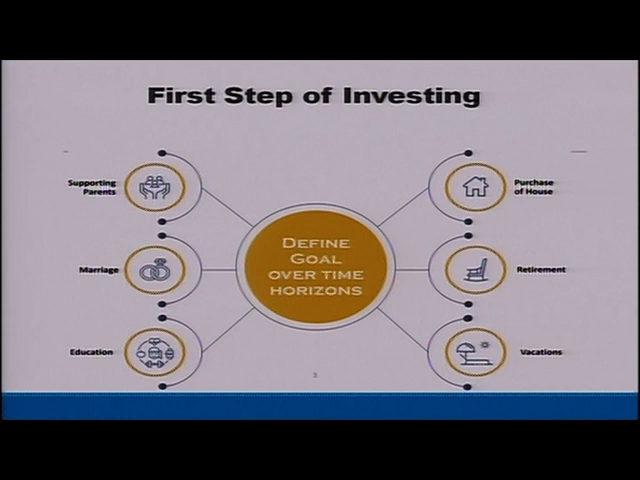 First Step of Investing
Supporting
Parents
Purchase
of House
DEFINE
GOAL
OVER TIME
HORIZONS
Marriage
Retirement
Education
Vacations
3